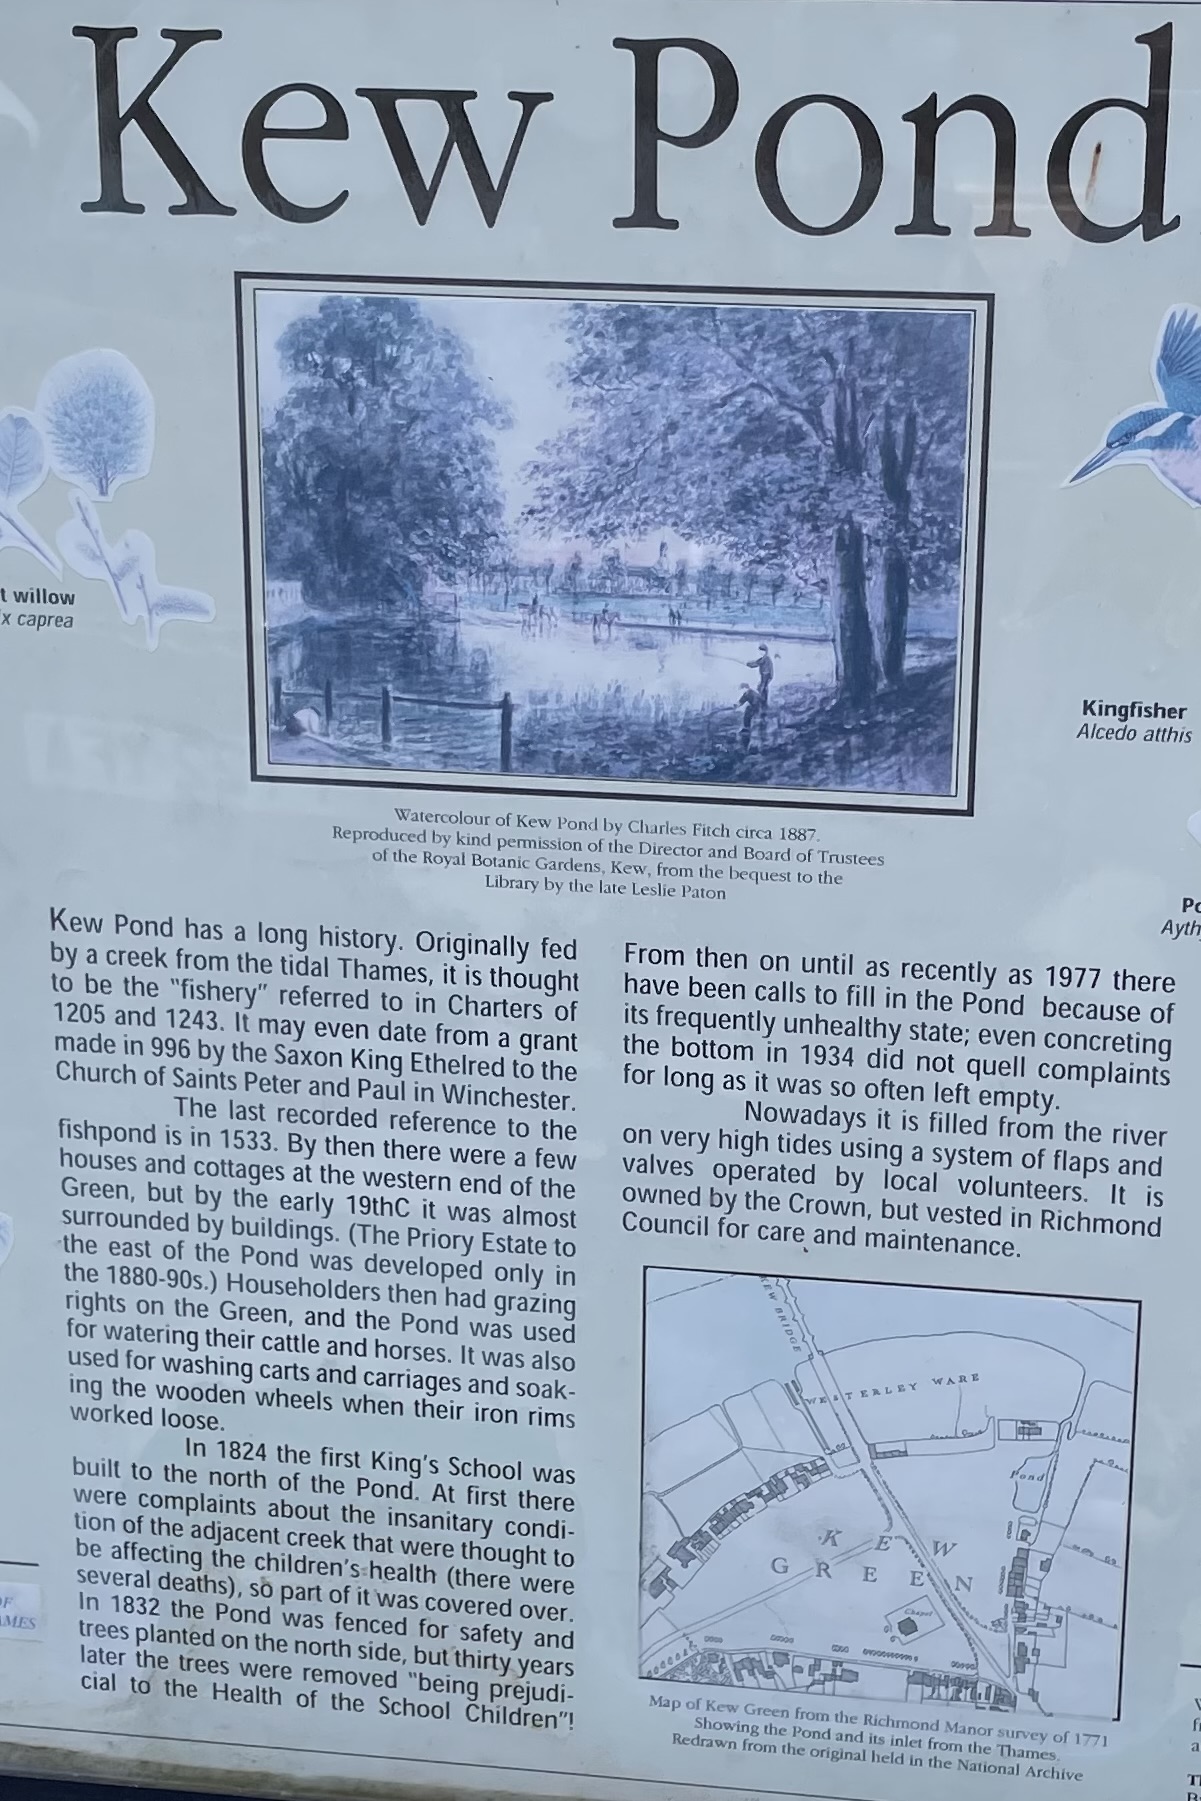 Kew Pond
t willow
x caprea
Kingfisher
Alcedo atthis
Watercolour of Kew Pond by Charles Fitch circa 1887.
Reproduced by kind permission of the Director and Board of Trustees
of the Royal Botanic Gardens, Kew, from the bequest to the
Library by the late Leslie Paton
Po
Ayth
Kew Pond has a long history. Originally fed
by a creek from the tidal Thames, it is thought
to be the "fishery" referred to in Charters of
1205 and 1243. It may even date from a grant
made in 996 by the Saxon King Ethelred to the
Church of Saints Peter and Paul in Winchester.
The last recorded reference to the
fishpond is in 1533. By then there were a few
houses and cottages at the western end of the
Green, but by the early 19thC it was almost
surrounded by buildings. (The Priory Estate to
the east of the Pond was developed only in
the 1880-90s.) Householders then had grazing
rights on the Green, and the Pond was used
for watering their cattle and horses. It was also
used for washing carts and carriages and soak-
ing the wooden wheels when their iron rims
worked loose.
In 1824 the first King's School was
built to the north of the Pond. At first there
were complaints about the insanitary condi-
tion of the adjacent creek that were thought to
be affecting the children's health (there were
several deaths), so part of it was covered over.
In 1832 the Pond was fenced for safety and
trees planted on the north side, but thirty years
later the trees were removed "being prejudi-
cial to the Health of the School Children"!
From then on until as recently as 1977 there
have been calls to fill in the Pond because of
its frequently unhealthy state; even concreting
the bottom in 1934 did not quell complaints
for long as it was so often left empty.
Nowadays it is filled from the river
on very high tides using a system of flaps and
valves operated by local volunteers. It is
owned by the Crown, but vested in Richmond
Council for care and maintenance.
KEW BRIDGE
WESTERLEY WARE
Pond
KEW
GREEN
Chapel
Map of Kew Green from the Richmond Manor survey of 1771
Showing the Pond and its inlet from the Thames.
Redrawn from the original held in the National Archive
OF
AMES